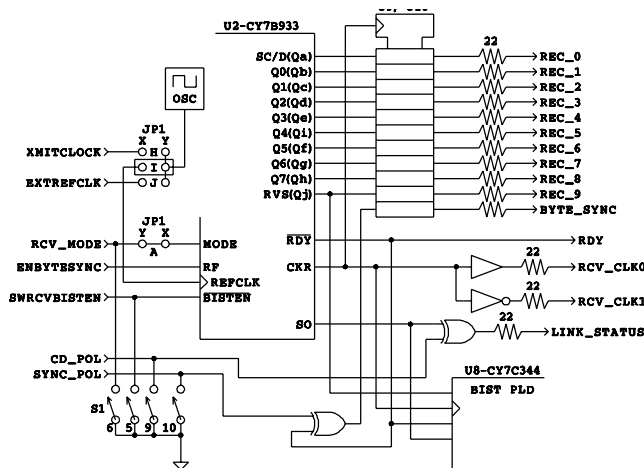 U2-CY7B933
22
SC/D(Qa)
REC_0
Q0(Qb)
REC_1
Q1(Qc)
REC_2
Q2(Qd)
REC_3
Q3(Qe)
REC_4
Q4(Qi)
REC_5
Q5(Qf)
REC_6
Q6(Qg)
REC_7
Q7(Qh)
REC_8
RVS(Qj)
REC_9
BYTE_SYNC
OSC
JP1
X Y
XMITCLOCK
H
I
EXTREFCLK
J
JP1
Y X
RCV_MODE
A
MODE
RDY
RDY
ENBYTESYNC
RF
CKR
22
RCV_CLK0
REFCLK
SWRCVBISTEN
BISTEN
22
RCV_CLK1
SO
22
LINK_STATUS
CD_POL
SYNC_POL
U8-CY7C344
BIST PLD
S1
6 5 9 10